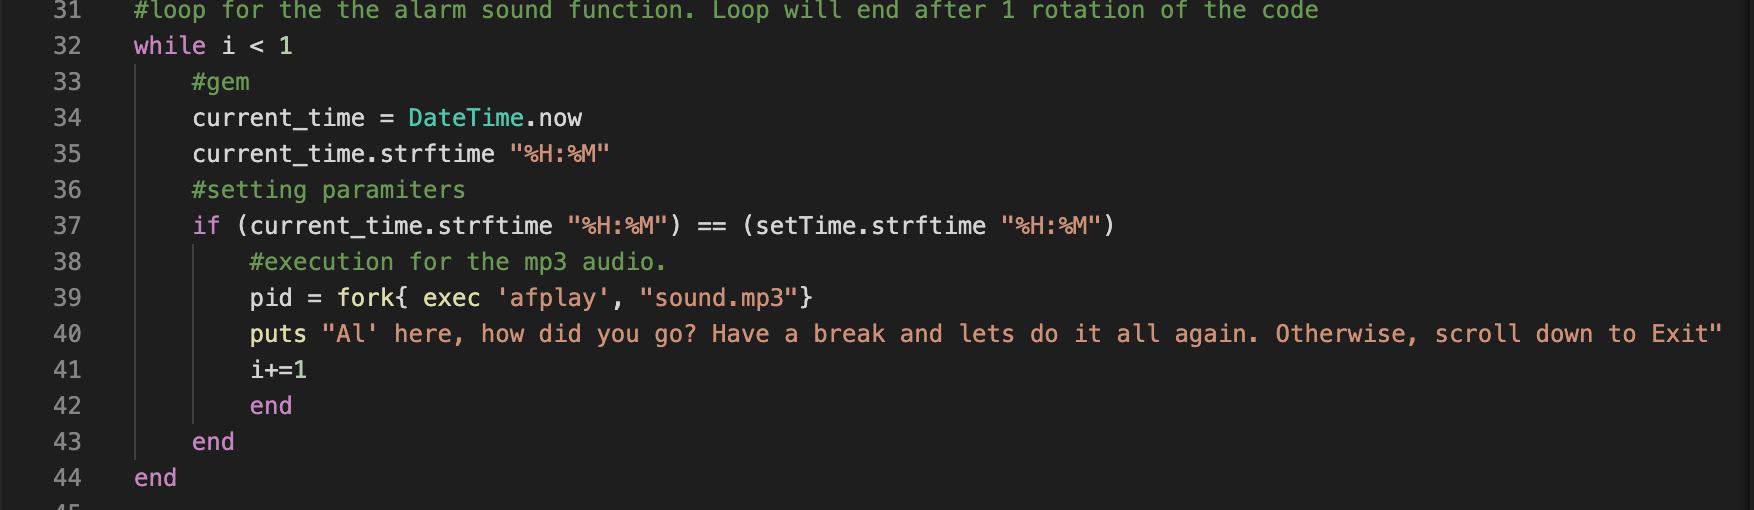 31 #loop for the the alarm sound function. Loop will end after 1 rotation of the code
32 while i < 1
33 #gem
34 current_time = DateTime.now
35 current_time.strftime "%H:%M"
36 #setting paramiters
37 if (current_time.strftime "%H:%M") == (setTime.strftime "%H:%M")
38 #execution for the mp3 audio.
39 pid = fork{ exec 'afplay', "sound.mp3"}
40 puts "Al' here, how did you go? Have a break and lets do it all again. Otherwise, scroll down to Exit"
41 i+=1
42 end
43 end
44 end
45